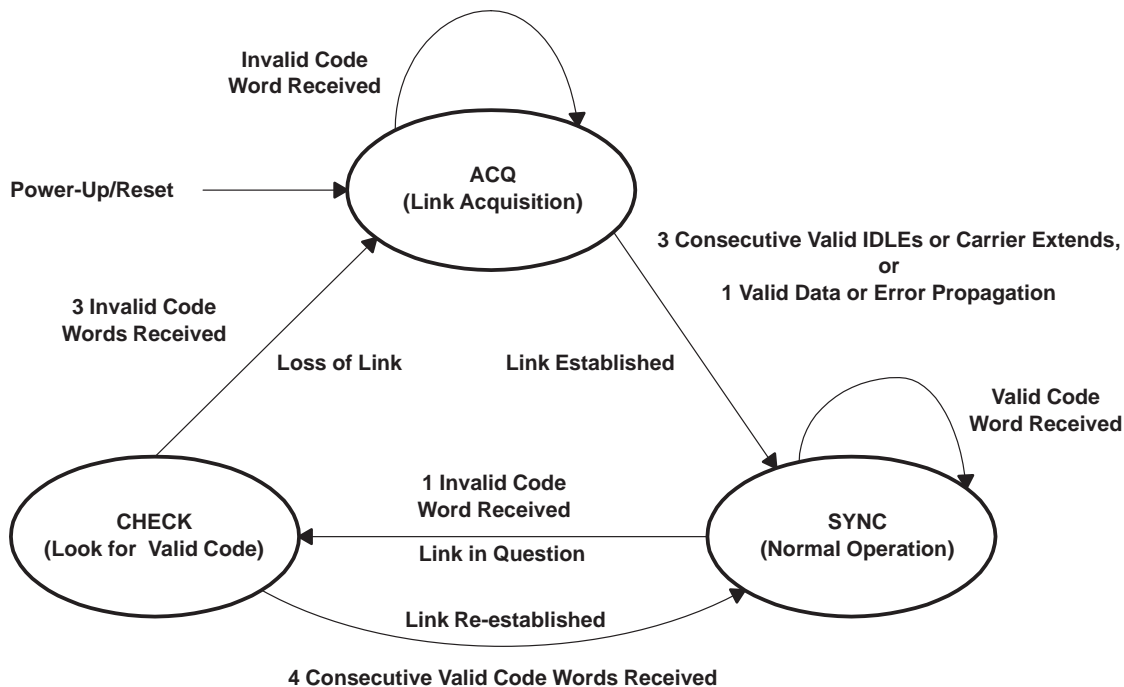 Invalid Code
Word Received
ACQ
(Link Acquisition)
Power-Up/Reset
3 Consecutive Valid IDLEs or Carrier Extends,
or
1 Valid Data or Error Propagation
3 Invalid Code
Words Received
Loss of Link
Link Established
Valid Code
Word Received
1 Invalid Code
Word Received
CHECK
(Look for Valid Code)
SYNC
(Normal Operation)
Link in Question
Link Re-established
4 Consecutive Valid Code Words Received